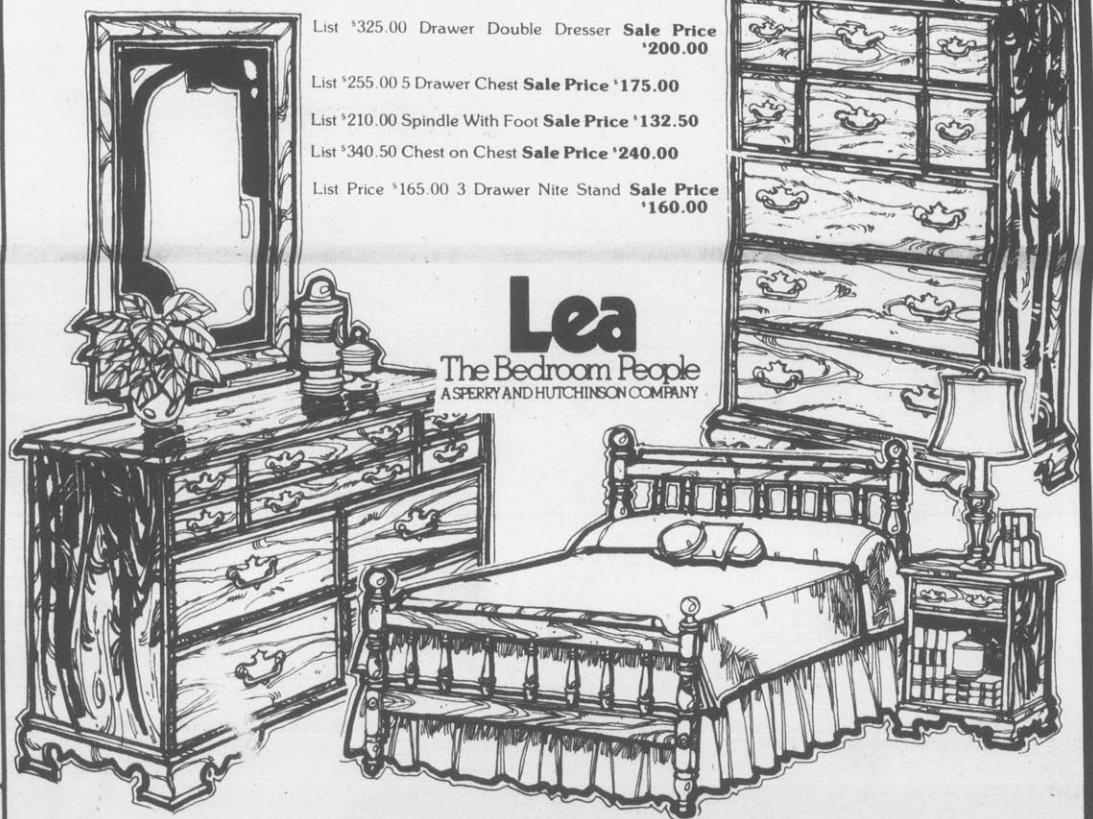 List $325.00 Drawer Double Dresser Sale Price
$200.00
List $255.00 5 Drawer Chest Sale Price $175.00
List $210.00 Spindle With Foot Sale Price $132.50
List $340.50 Chest on Chest Sale Price $240.00
List Price $165.00 3 Drawer Nite Stand Sale Price
$160.00
Lea
The Bedroom People
A SPERRY AND HUTCHINSON COMPANY